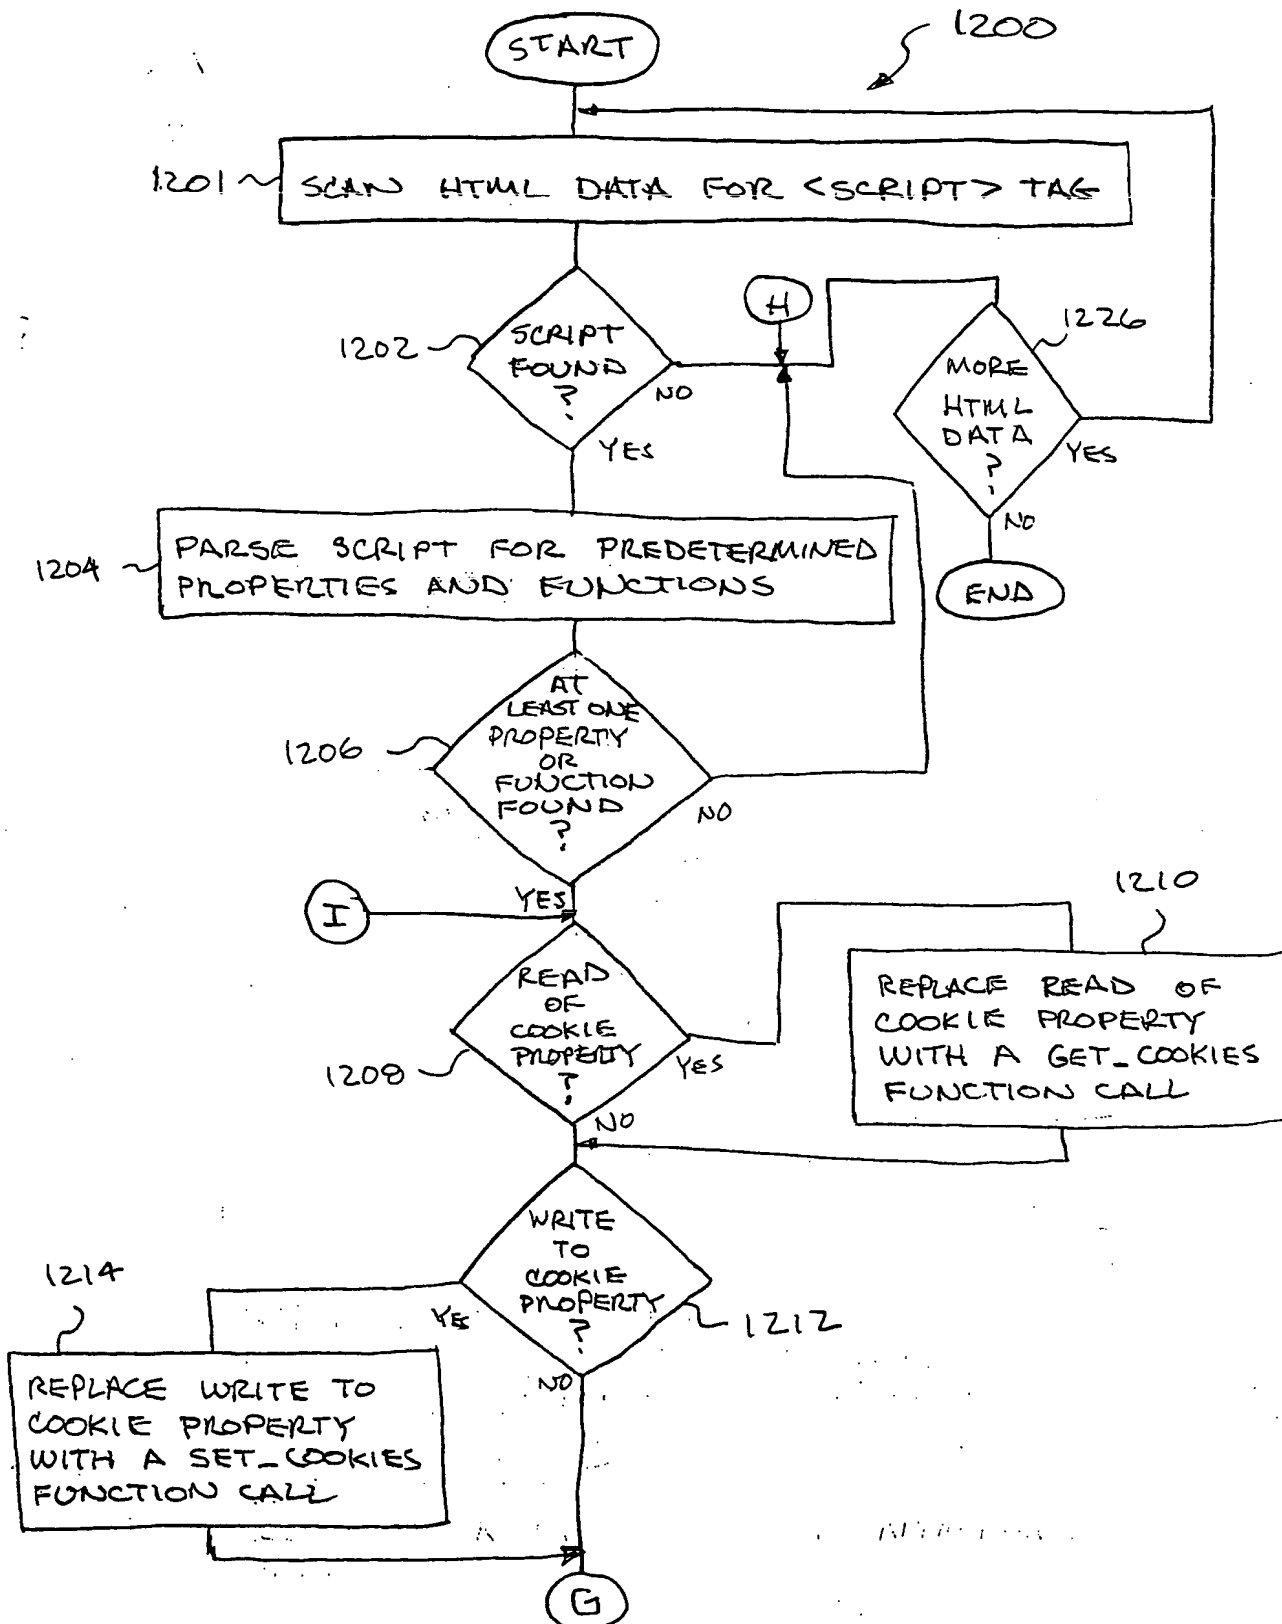 START
1200
1201
SCAN HTML DATA FOR <SCRIPT> TAG
H
1202
SCRIPT
FOUND
?
NO
YES
1226
MORE
HTML
DATA
?
YES
NO
END
1204
PARSE SCRIPT FOR PREDETERMINED
PROPERTIES AND FUNCTIONS
1206
AT
LEAST ONE
PROPERTY
OR
FUNCTION
FOUND
?
NO
YES
I
1208
READ
OF
COOKIE
PROPERTY
?
YES
NO
1210
REPLACE READ OF
COOKIE PROPERTY
WITH A GET_COOKIES
FUNCTION CALL
WRITE
TO
COOKIE
PROPERTY
?
1212
YES
NO
1214
REPLACE WRITE TO
COOKIE PROPERTY
WITH A SET_COOKIES
FUNCTION CALL
G